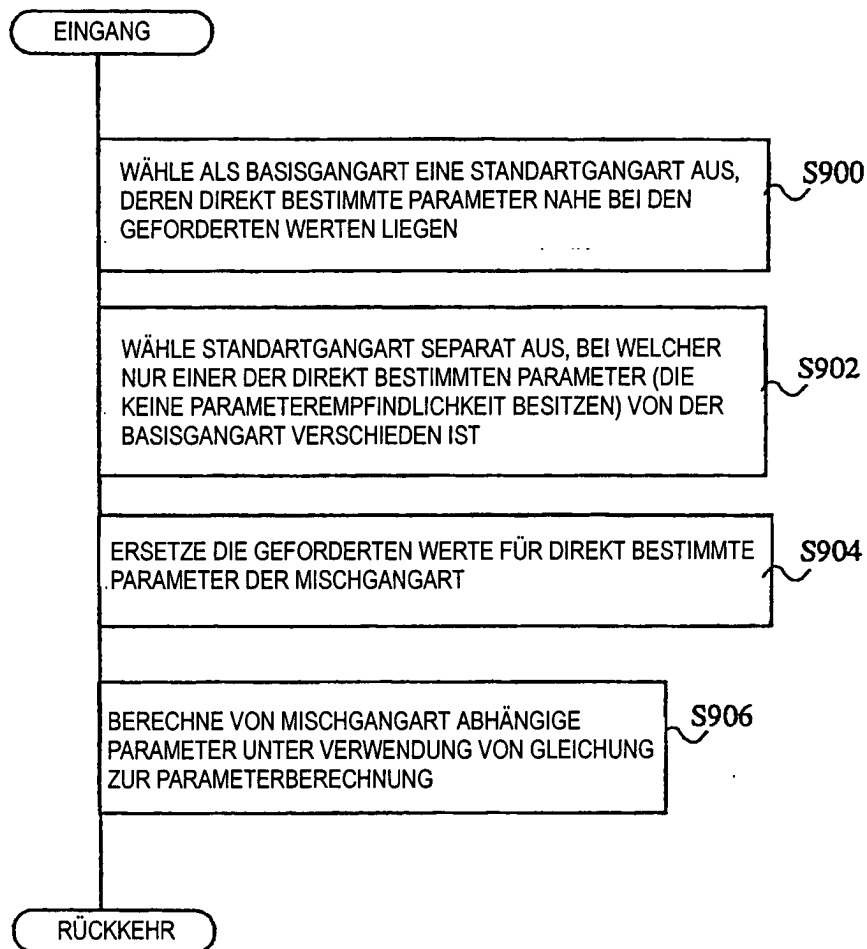 EINGANG
WÄHLE ALS BASISGANGART EINE STANDARTGANGART AUS,
DEREN DIREKT BESTIMMTE PARAMETER NAHE BEI DEN
GEFORDERTEN WERTEN LIEGEN
S900
WÄHLE STANDARTGANGART SEPARAT AUS, BEI WELCHER
NUR EINER DER DIREKT BESTIMMTEN PARAMETER (DIE
KEINE PARAMETEREMPFINDLICHKEIT BESITZEN) VON DER
BASISGANGART VERSCHIEDEN IST
S902
ERSETZE DIE GEFORDERTEN WERTE FÜR DIREKT BESTIMMTE
PARAMETER DER MISCHGANGART
S904
BERECHNE VON MISCHGANGART ABHÄNGIGE
PARAMETER UNTER VERWENDUNG VON GLEICHUNG
ZUR PARAMETERBERECHNUNG
S906
RÜCKKEHR